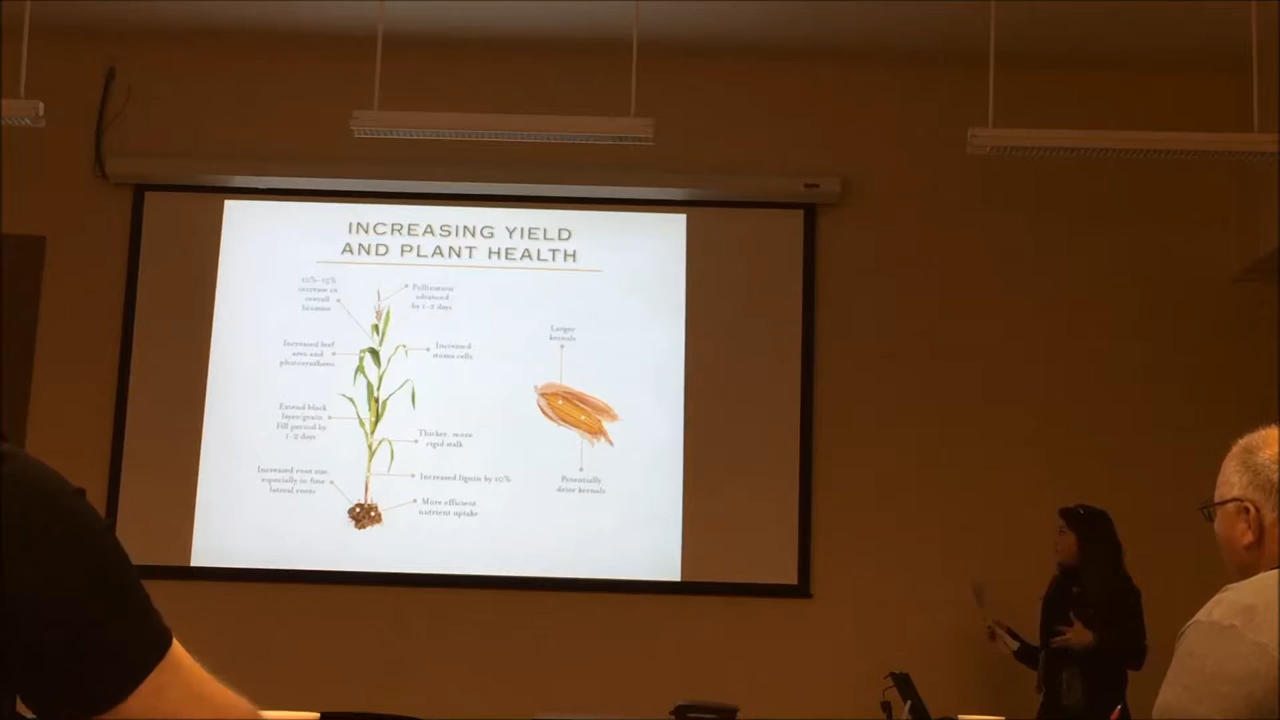 INCREASING YIELD
AND PLANT HEALTH
10%-15%
increase in
overall
biomass
Pollination
advanced
by 1-2 days
Increased leaf
area and
photosynthesis
Increased
stoma cells
Larger
kernels
Extend black
layer/grain
Fill period by
1-2 days
Thicker, more
rigid stalk
Increased root size,
especially in fine
lateral roots
Increased lignin by 10%
More efficient
nutrient uptake
Potentially
drier kernels